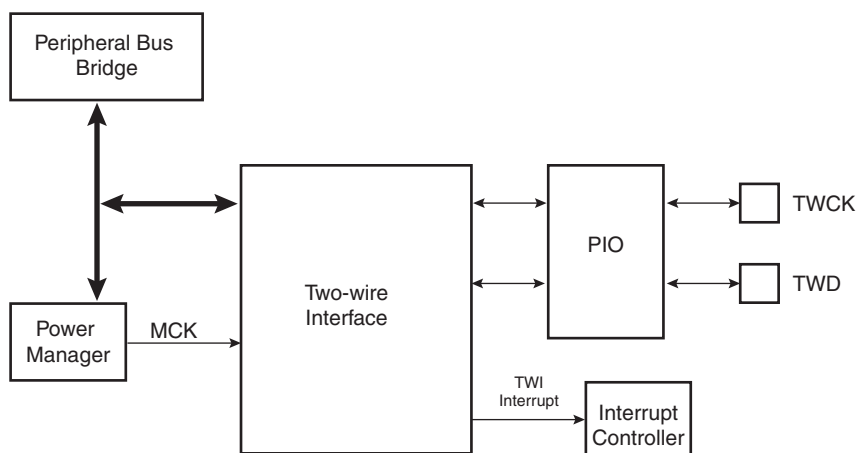 Peripheral Bus
Bridge
TWCK
PIO
TWD
Two-wire
Interface
Power
Manager
MCK
TWI
Interrupt
Interrupt
Controller